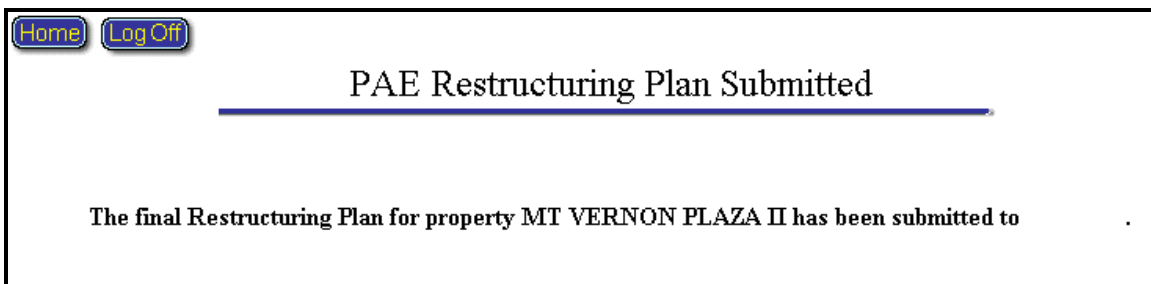 Home Log Off
PAE Restructuring Plan Submitted
The final Restructuring Plan for property MT VERNON PLAZA II has been submitted to .